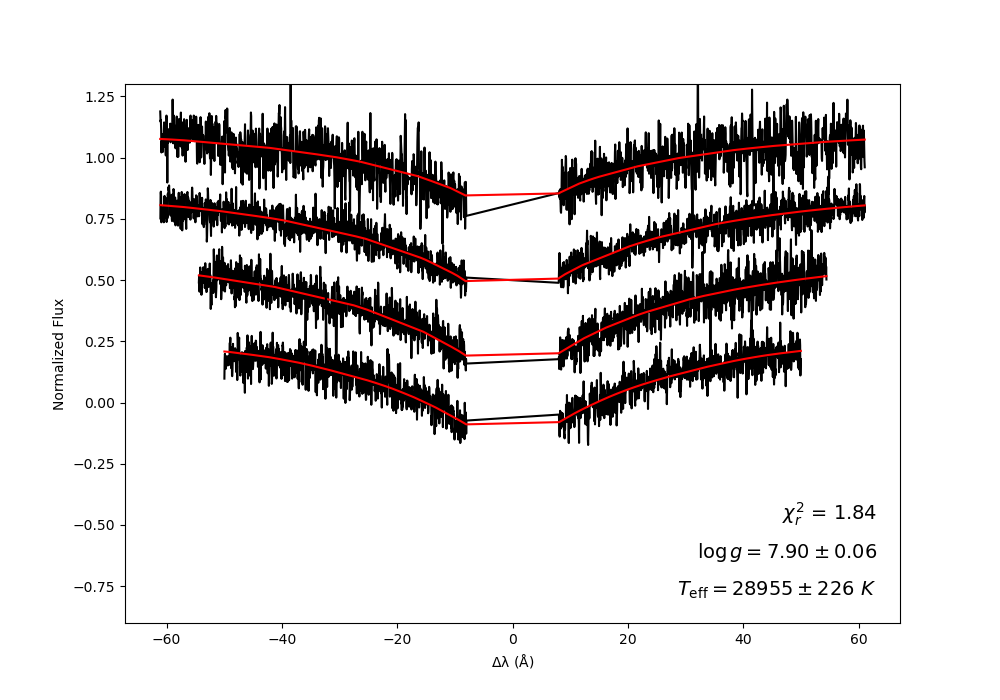 1.25
1.00
0.75
0.50
0.25
0.00
−0.25
−0.50
−0.75
Normalized Flux
χ²ᵣ = 1.84
log g = 7.90 ± 0.06
T_eff = 28955 ± 226 K
−60 −40 −20 0 20 40 60
Δλ (Å)